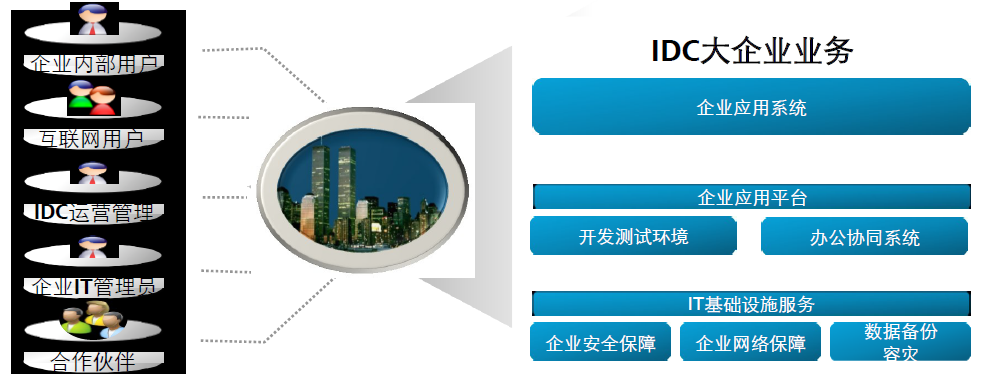 企业内部用户
互联网用户
IDC运营管理
企业IT管理员
合作伙伴
IDC大企业业务
企业应用系统
企业应用平台
开发测试环境
办公协同系统
IT基础设施服务
企业安全保障
企业网络保障
数据备份
容灾